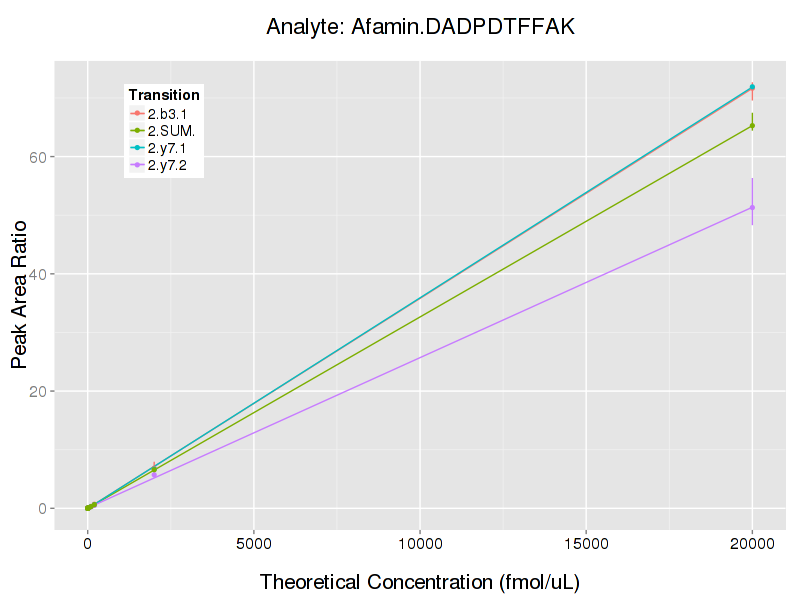 Analyte: Afamin.DADPDTFFAK
Transition
2.b3.1
2.SUM.
2.y7.1
2.y7.2
Peak Area Ratio
60
40
20
0
0 5000 10000 15000 20000
Theoretical Concentration (fmol/uL)